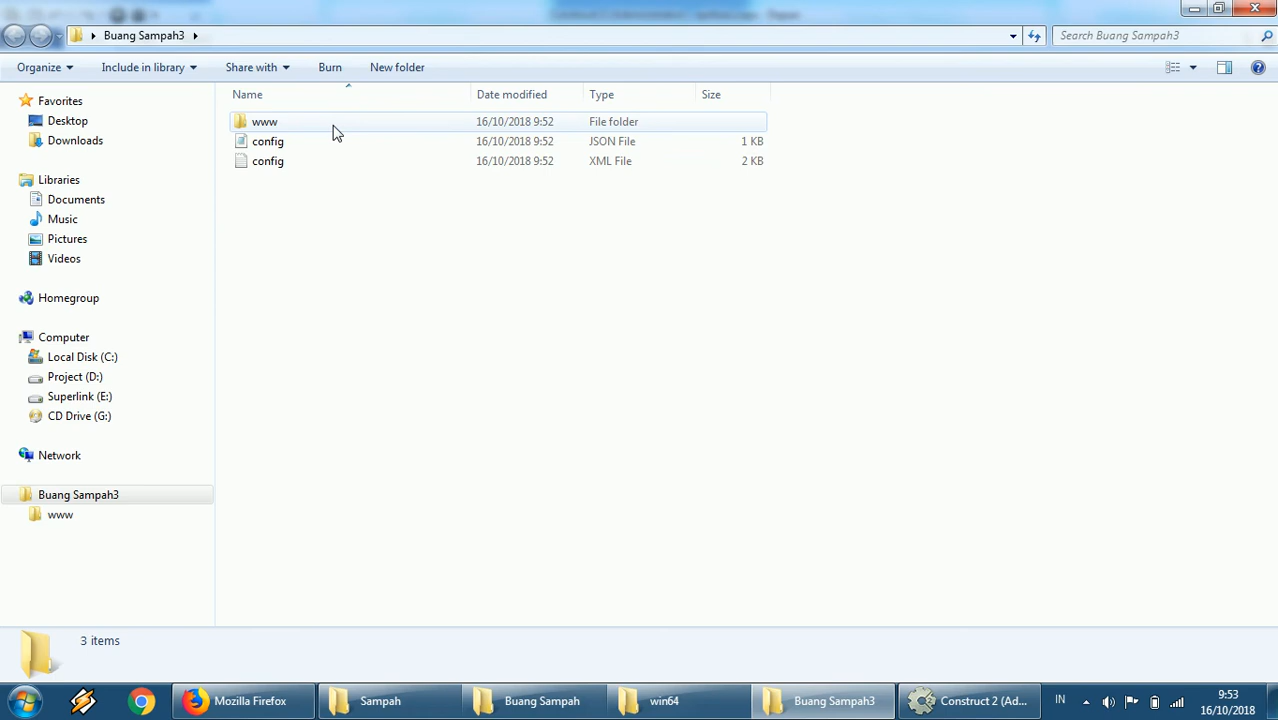 Buang Sampah3
Search Buang Sampah3
Organize
Include in library
Share with
Burn
New folder
Name
Date modified
Type
Size
www
16/10/2018 9:52
File folder
config
16/10/2018 9:52
JSON File
1 KB
config
16/10/2018 9:52
XML File
2 KB
Favorites
Desktop
Downloads
Libraries
Documents
Music
Pictures
Videos
Homegroup
Computer
Local Disk (C:)
Project (D:)
Superlink (E:)
CD Drive (G:)
Network
Buang Sampah3
www
3 items
Mozilla Firefox
Sampah
Buang Sampah
win64
Buang Sampah3
Construct 2 (Ad...
IN
9:53
16/10/2018